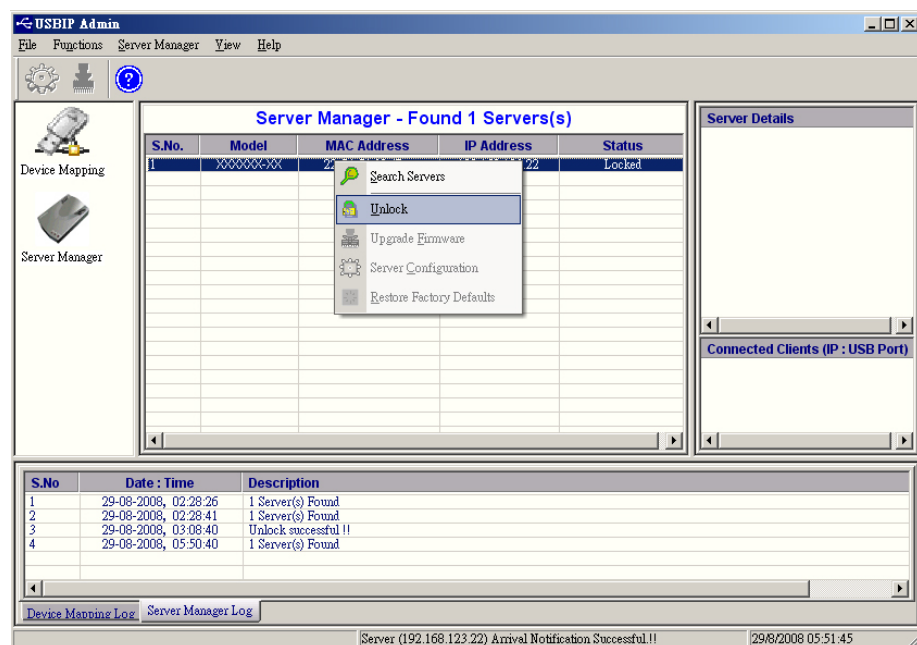 USBIP Admin
File Functions Server Manager View Help
Device Mapping
Server Manager
Server Manager - Found 1 Servers(s)
S.No. Model MAC Address IP Address Status
1 XXXXXX-XX 22 22 Locked
Search Servers
Unlock
Upgrade Firmware
Server Configuration
Restore Factory Defaults
Server Details
Connected Clients (IP : USB Port)
S.No Date : Time Description
1 29-08-2008, 02:28:26 1 Server(s) Found
2 29-08-2008, 02:28:41 1 Server(s) Found
3 29-08-2008, 03:08:40 Unlock successful !!
4 29-08-2008, 05:50:40 1 Server(s) Found
Device Mapping Log Server Manager Log
Server (192.168.123.22) Arrival Notification Successful.!! 29/8/2008 05:51:45